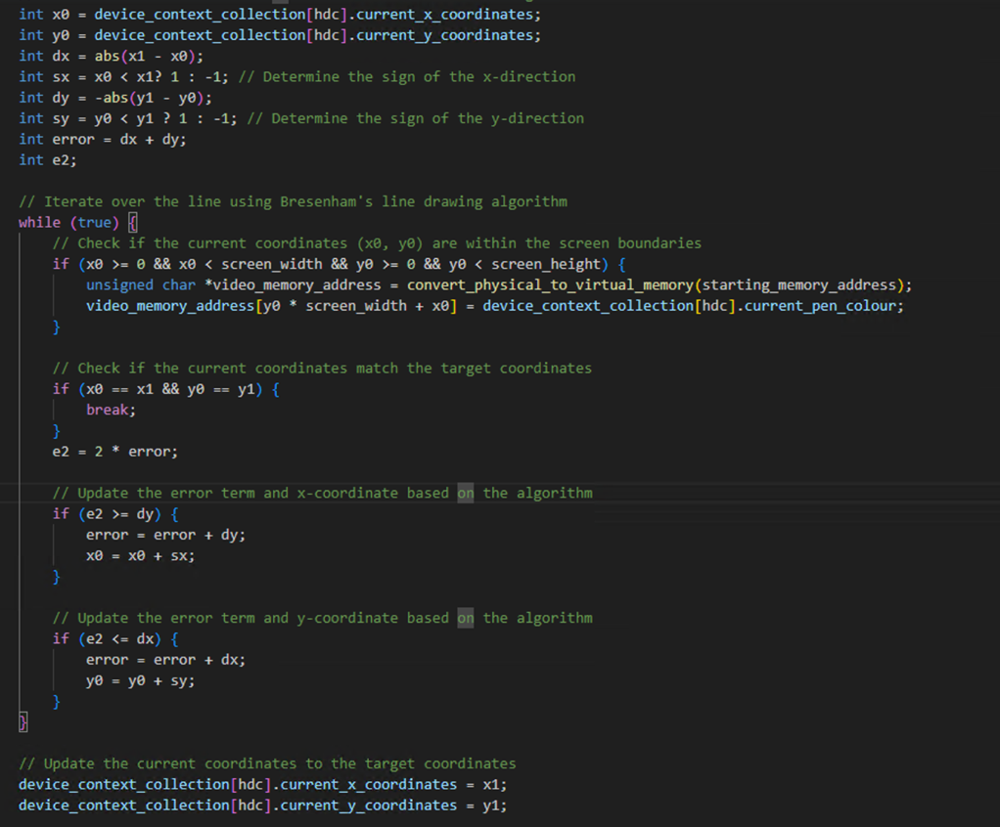 int x0 = device_context_collection[hdc].current_x_coordinates;
int y0 = device_context_collection[hdc].current_y_coordinates;
int dx = abs(x1 - x0);
int sx = x0 < x1? 1 : -1; // Determine the sign of the x-direction
int dy = -abs(y1 - y0);
int sy = y0 < y1 ? 1 : -1; // Determine the sign of the y-direction
int error = dx + dy;
int e2;

// Iterate over the line using Bresenham's line drawing algorithm
while (true) {
    // Check if the current coordinates (x0, y0) are within the screen boundaries
    if (x0 >= 0 && x0 < screen_width && y0 >= 0 && y0 < screen_height) {
        unsigned char *video_memory_address = convert_physical_to_virtual_memory(starting_memory_address);
        video_memory_address[y0 * screen_width + x0] = device_context_collection[hdc].current_pen_colour;
    }

    // Check if the current coordinates match the target coordinates
    if (x0 == x1 && y0 == y1) {
        break;
    }
    e2 = 2 * error;

    // Update the error term and x-coordinate based on the algorithm
    if (e2 >= dy) {
        error = error + dy;
        x0 = x0 + sx;
    }

    // Update the error term and y-coordinate based on the algorithm
    if (e2 <= dx) {
        error = error + dx;
        y0 = y0 + sy;
    }
}

// Update the current coordinates to the target coordinates
device_context_collection[hdc].current_x_coordinates = x1;
device_context_collection[hdc].current_y_coordinates = y1;